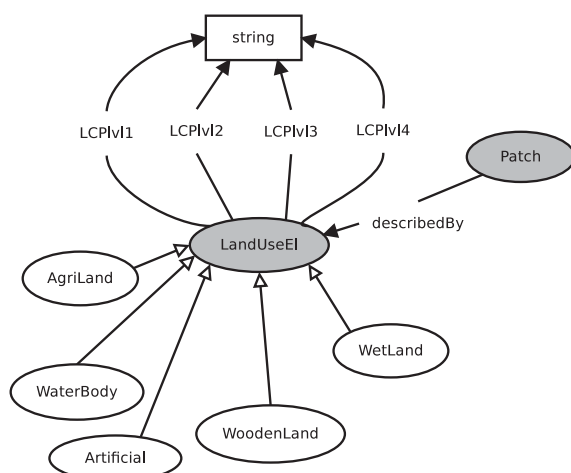 string
LCPlvl1
LCPlvl2
LCPlvl3
LCPlvl4
Patch
describedBy
LandUseEl
AgriLand
WetLand
WaterBody
WoodenLand
Artificial